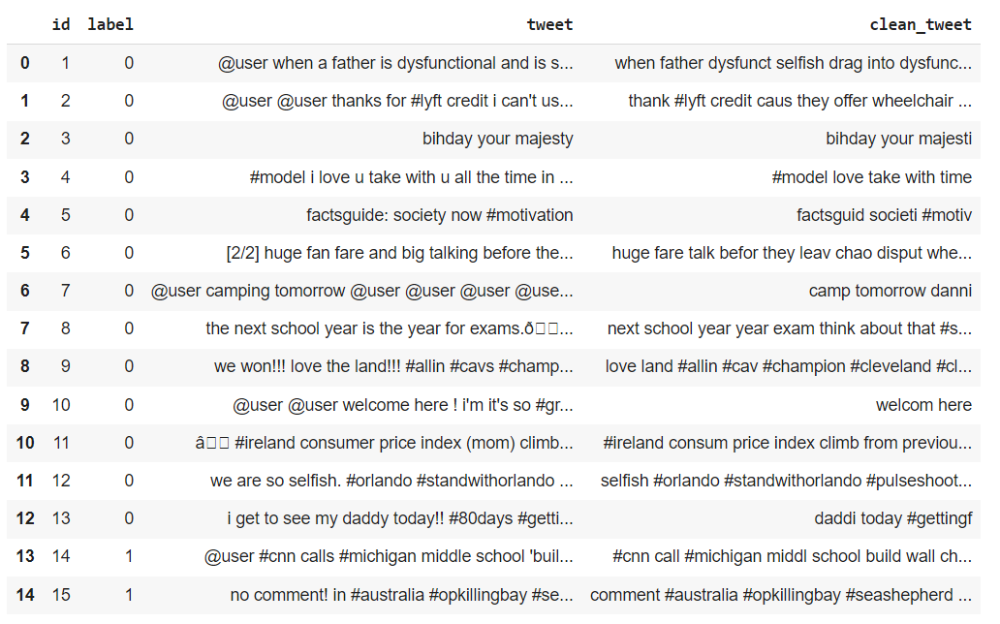 id label tweet clean_tweet
0 1 0 @user when a father is dysfunctional and is s... when father dysfunct selfish drag into dysfunc...
1 2 0 @user @user thanks for #lyft credit i can't us... thank #lyft credit caus they offer wheelchair ...
2 3 0 bihday your majesty bihday your majesti
3 4 0 #model i love u take with u all the time in ... #model love take with time
4 5 0 factsguide: society now #motivation factsguid societi #motiv
5 6 0 [2/2] huge fan fare and big talking before the... huge fare talk befor they leav chao disput whe...
6 7 0 @user camping tomorrow @user @user @user @use... camp tomorrow danni
7 8 0 the next school year is the year for exams.ð▯▯... next school year year exam think about that #s...
8 9 0 we won!!! love the land!!! #allin #cavs #champ... love land #allin #cav #champion #cleveland #cl...
9 10 0 @user @user welcome here ! i'm it's so #gr... welcom here
10 11 0 â▯▯ #ireland consumer price index (mom) climb... #ireland consum price index climb from previou...
11 12 0 we are so selfish. #orlando #standwithorlando ... selfish #orlando #standwithorlando #pulseshoot...
12 13 0 i get to see my daddy today!! #80days #getti... daddi today #gettingf
13 14 1 @user #cnn calls #michigan middle school 'buil... #cnn call #michigan middl school build wall ch...
14 15 1 no comment! in #australia #opkillingbay #se... comment #australia #opkillingbay #seashepherd ...